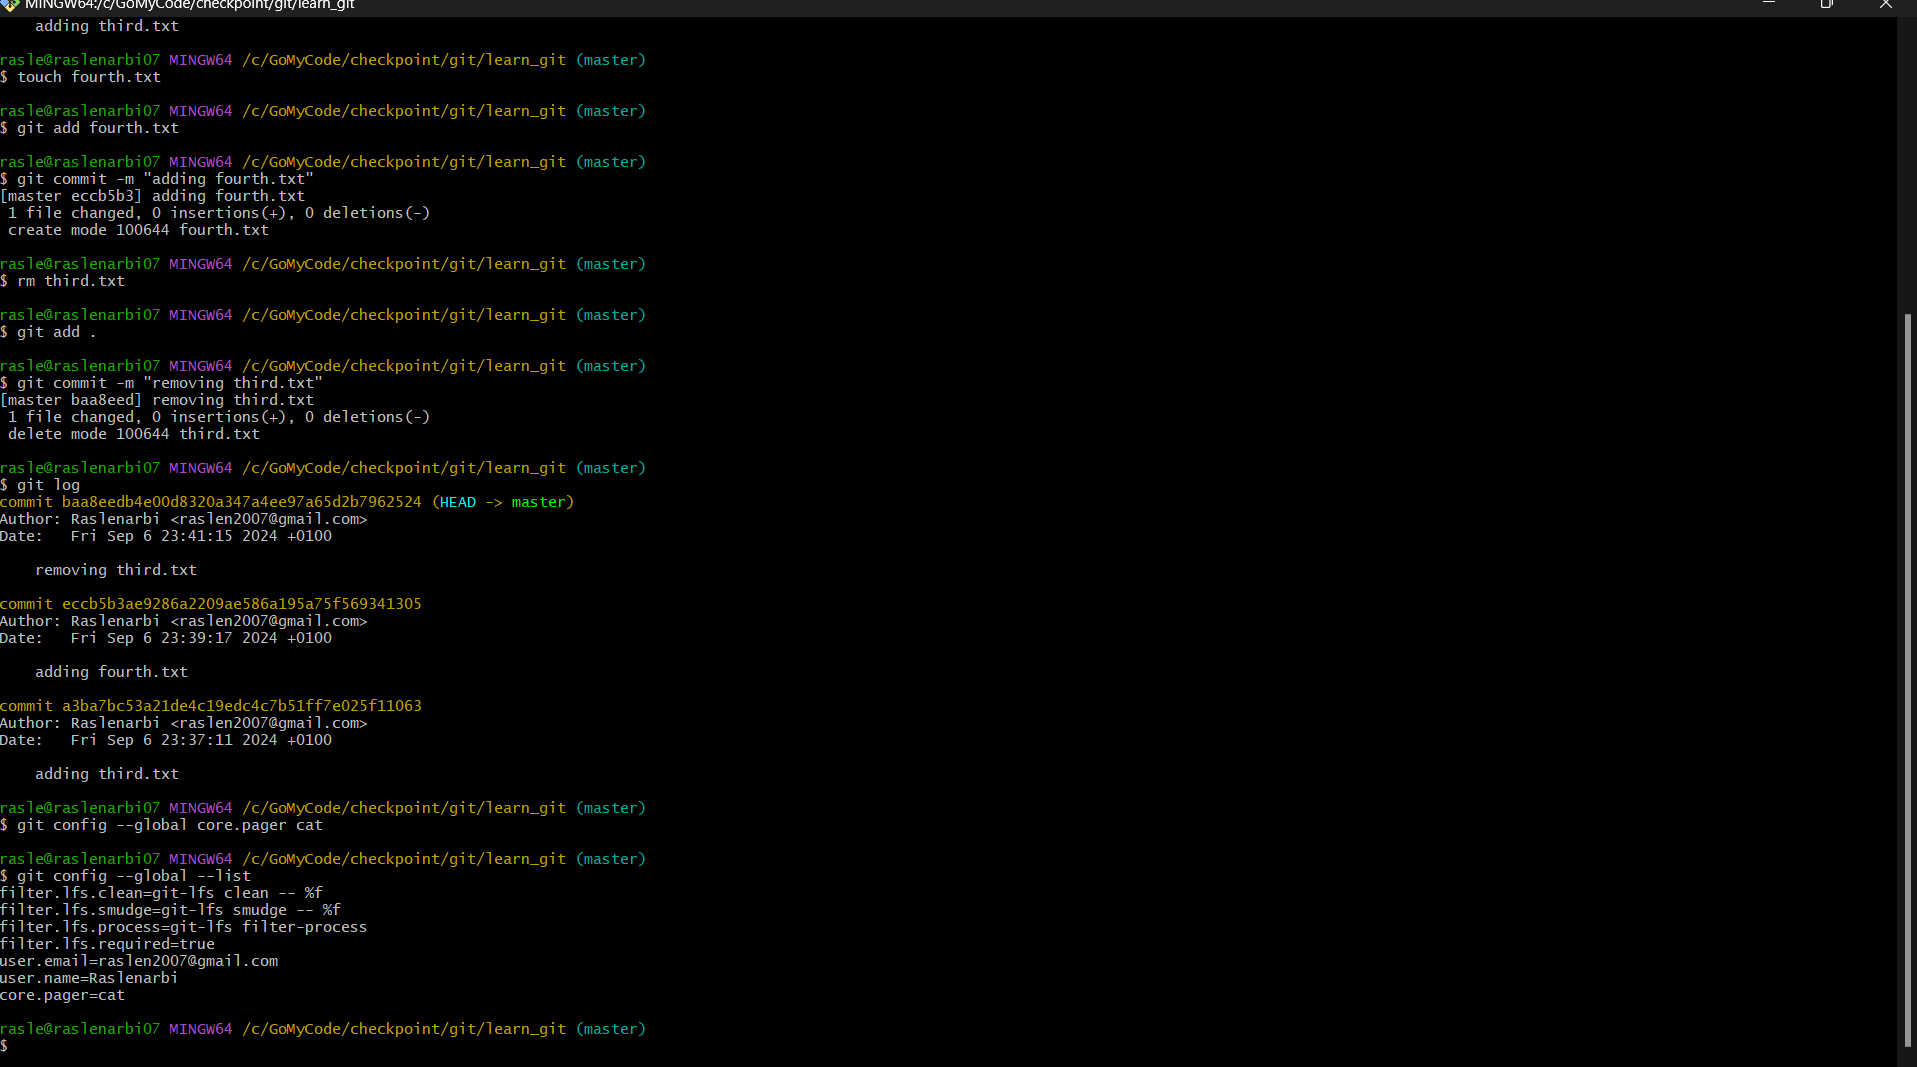 MINGW64:/c/GoMyCode/checkpoint/git/learn_git
    adding third.txt

rasle@raslenarbi07 MINGW64 /c/GoMyCode/checkpoint/git/learn_git (master)
$ touch fourth.txt

rasle@raslenarbi07 MINGW64 /c/GoMyCode/checkpoint/git/learn_git (master)
$ git add fourth.txt

rasle@raslenarbi07 MINGW64 /c/GoMyCode/checkpoint/git/learn_git (master)
$ git commit -m "adding fourth.txt"
[master eccb5b3] adding fourth.txt
 1 file changed, 0 insertions(+), 0 deletions(-)
 create mode 100644 fourth.txt

rasle@raslenarbi07 MINGW64 /c/GoMyCode/checkpoint/git/learn_git (master)
$ rm third.txt

rasle@raslenarbi07 MINGW64 /c/GoMyCode/checkpoint/git/learn_git (master)
$ git add .

rasle@raslenarbi07 MINGW64 /c/GoMyCode/checkpoint/git/learn_git (master)
$ git commit -m "removing third.txt"
[master baa8eed] removing third.txt
 1 file changed, 0 insertions(+), 0 deletions(-)
 delete mode 100644 third.txt

rasle@raslenarbi07 MINGW64 /c/GoMyCode/checkpoint/git/learn_git (master)
$ git log
commit baa8eedb4e00d8320a347a4ee97a65d2b7962524 (HEAD -> master)
Author: Raslenarbi <raslen2007@gmail.com>
Date:   Fri Sep 6 23:41:15 2024 +0100

    removing third.txt

commit eccb5b3ae9286a2209ae586a195a75f569341305
Author: Raslenarbi <raslen2007@gmail.com>
Date:   Fri Sep 6 23:39:17 2024 +0100

    adding fourth.txt

commit a3ba7bc53a21de4c19edc4c7b51ff7e025f11063
Author: Raslenarbi <raslen2007@gmail.com>
Date:   Fri Sep 6 23:37:11 2024 +0100

    adding third.txt

rasle@raslenarbi07 MINGW64 /c/GoMyCode/checkpoint/git/learn_git (master)
$ git config --global core.pager cat

rasle@raslenarbi07 MINGW64 /c/GoMyCode/checkpoint/git/learn_git (master)
$ git config --global --list
filter.lfs.clean=git-lfs clean -- %f
filter.lfs.smudge=git-lfs smudge -- %f
filter.lfs.process=git-lfs filter-process
filter.lfs.required=true
user.email=raslen2007@gmail.com
user.name=Raslenarbi
core.pager=cat

rasle@raslenarbi07 MINGW64 /c/GoMyCode/checkpoint/git/learn_git (master)
$